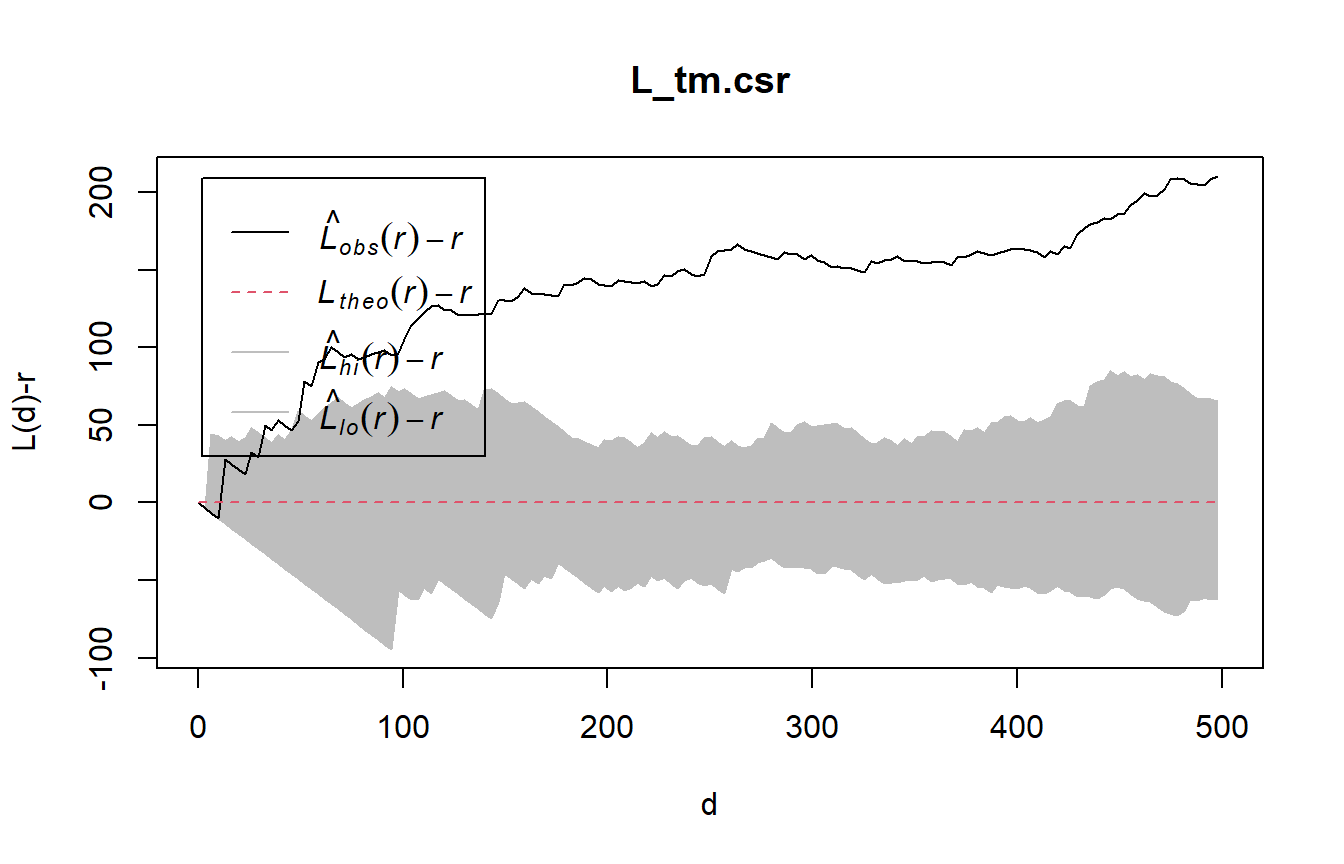 L_tm.csr
L(d)-r
200
100
50
0
-100
L̂obs(r) − r
Ltheo(r) − r
L̂hi(r) − r
L̂lo(r) − r
0 100 200 300 400 500
d